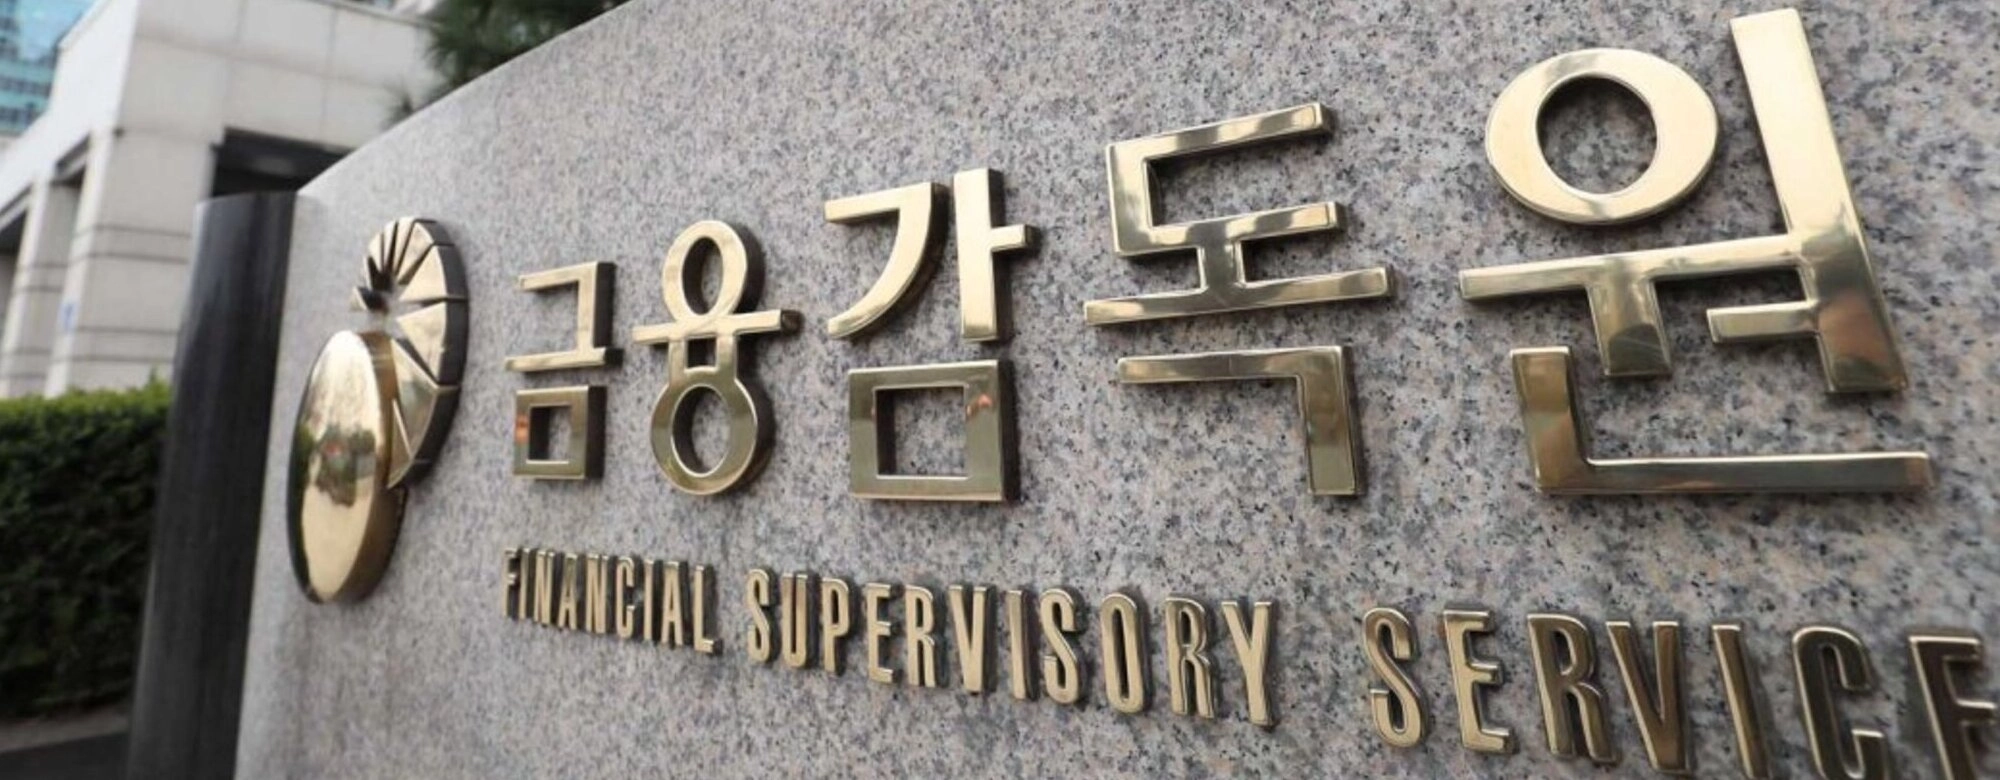 금융감독원
FINANCIAL SUPERVISORY SERVICE